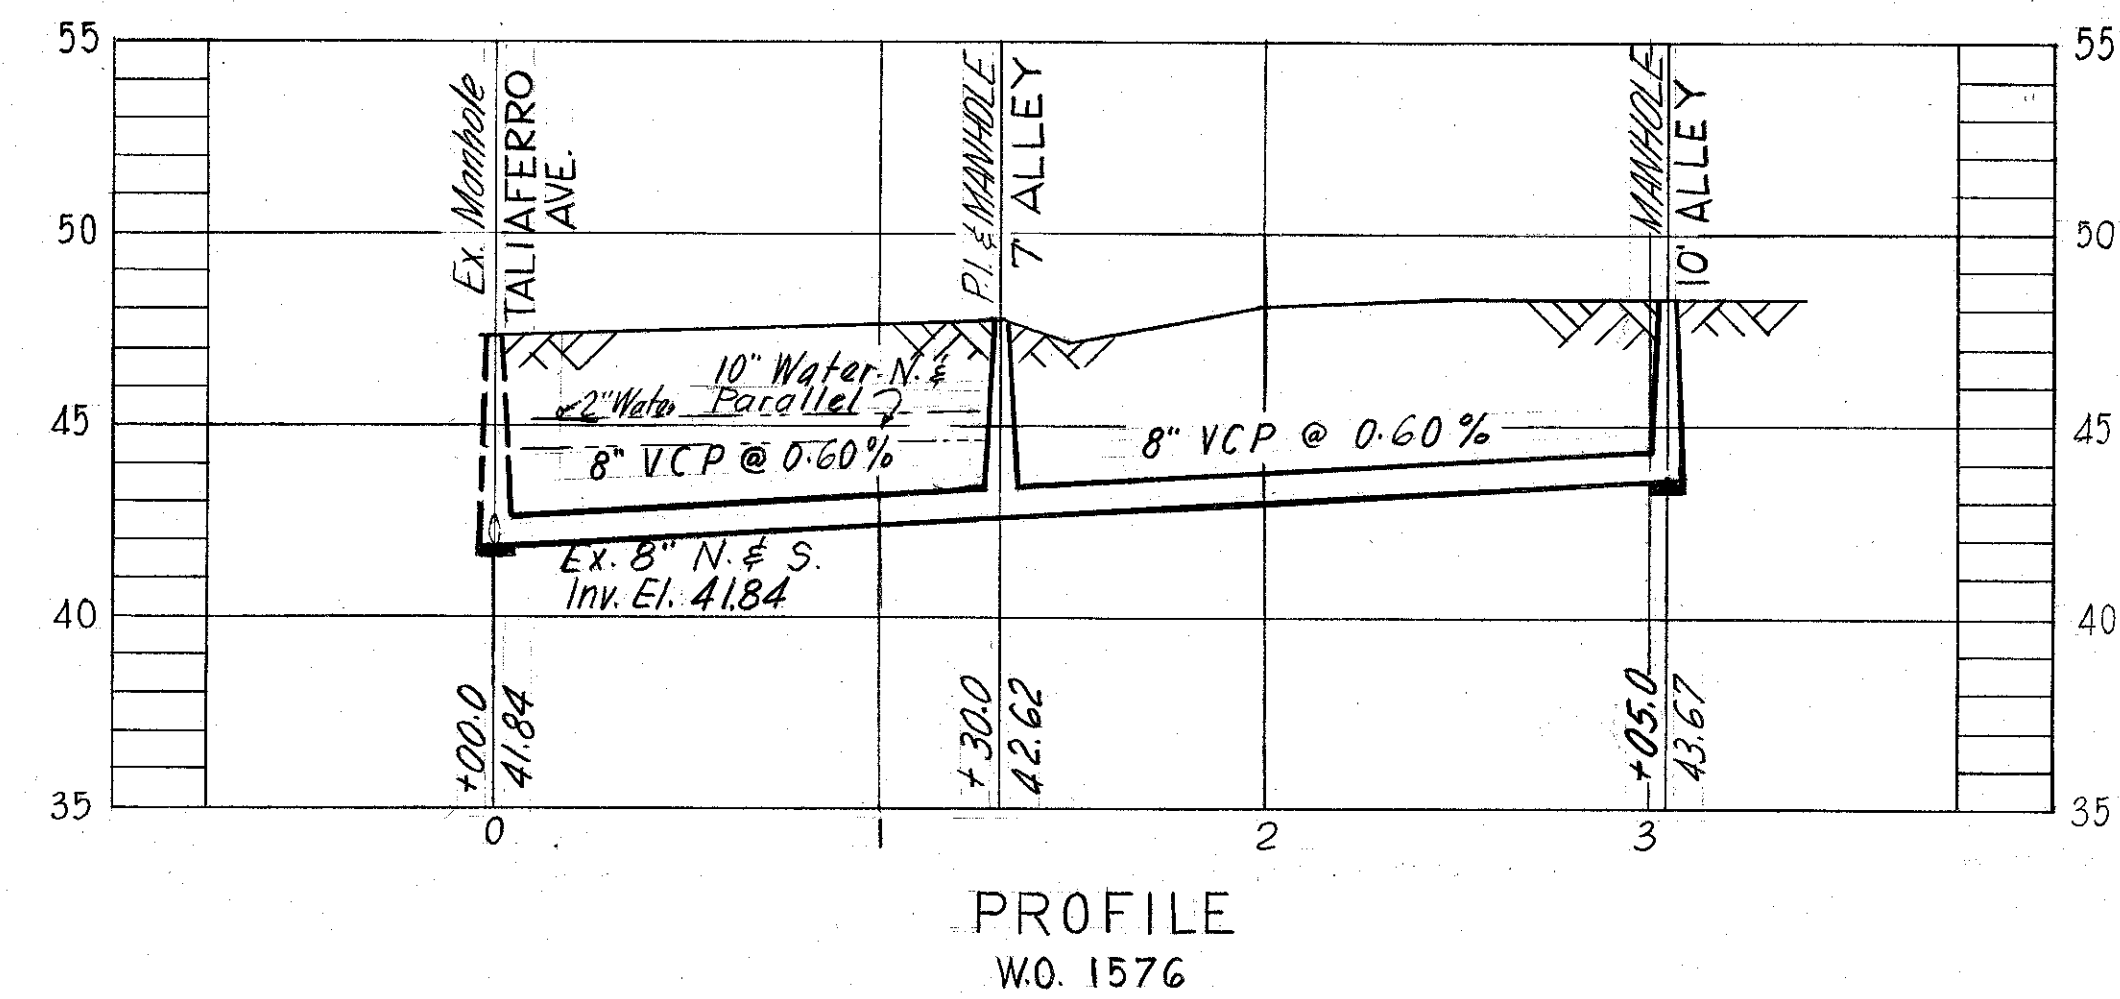 55
55
Ex. Manhole
TALIAFERRO
AVE.
P.I. & MANHOLE
7' ALLEY
MANHOLE
10' ALLEY
50
50
10" Water N. &
2" Water Parallel
45
45
8" VCP @ 0.60%
8" VCP @ 0.60%
Ex. 8" N. & S.
Inv. El. 41.84
40
40
+00.0
41.84
+30.0
42.62
+05.0
43.67
35
35
0
1
2
3
PROFILE
W.O. 1576